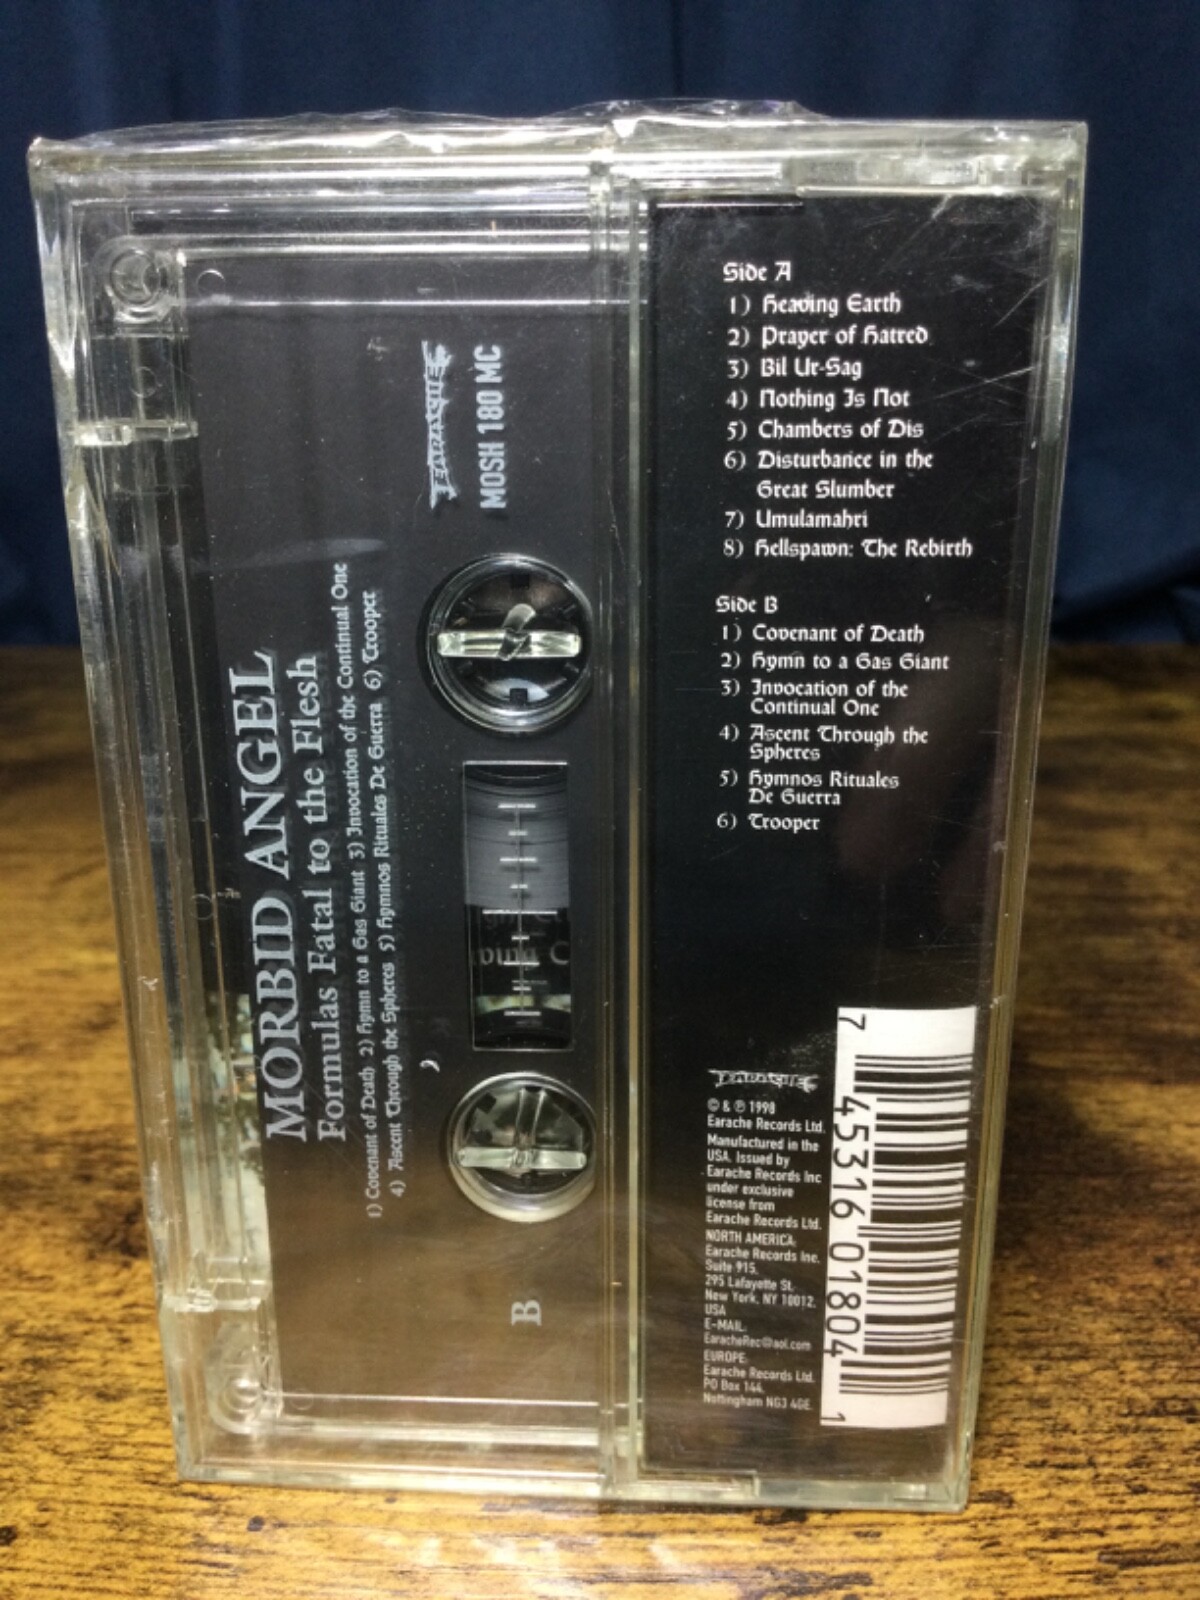 MORBID ANGEL
Formulas Fatal to the Flesh
1) Covenant of Death 2) Hymn to a Gas Giant 3) Invocation of the Continual One
4) Ascent Through the Spheres 5) Hymnos Rituales De Guerra 6) Trooper
Earache
MOSH 180 MC
B
Side A
1) Heaving Earth
2) Prayer of Hatred
3) Bil Ur-Sag
4) Nothing Is Not
5) Chambers of Dis
6) Disturbance in the
Great Slumber
7) Umulamahri
8) Hellspawn: The Rebirth
Side B
1) Covenant of Death
2) Hymn to a Gas Giant
3) Invocation of the
Continual One
4) Ascent Through the
Spheres
5) Hymnos Rituales
De Guerra
6) Trooper
Earache
© & ℗ 1998
Earache Records Ltd.
Manufactured in the
USA. Issued by
Earache Records Inc
under exclusive
license from
Earache Records Ltd.
NORTH AMERICA:
Earache Records Inc.
Suite 915,
295 Lafayette St,
New York, NY 10012,
USA
E-MAIL.
EaracheRec@aol.com
EUROPE:
Earache Records Ltd.
PO Box 144,
Nottingham NG3 4GE.
7 45316 01804 1